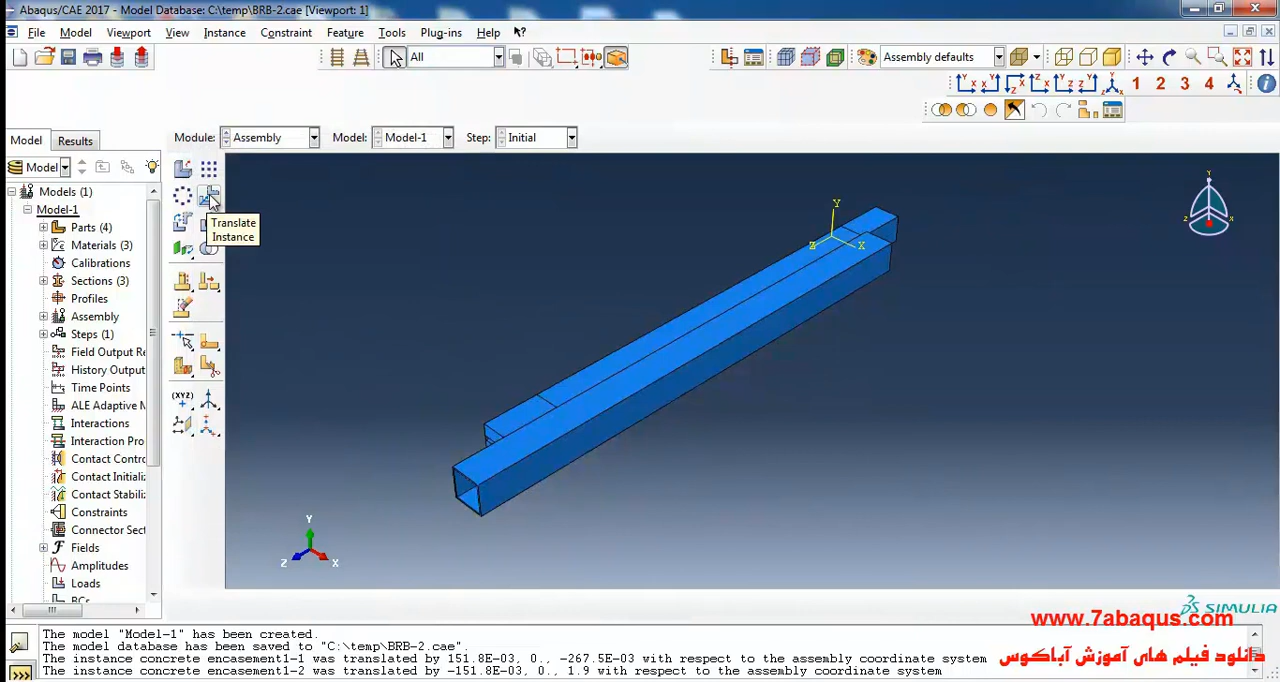 Abaqus/CAE 2017 - Model Database: C:\temp\BRB-2.cae [Viewport: 1]
File Model Viewport View Instance Constraint Feature Tools Plug-ins Help
All
Assembly defaults
1 2 3 4
Model Results
Module: Assembly Model: Model-1 Step: Initial
Model
Models (1)
Model-1
Parts (4)
Materials (3)
Calibrations
Sections (3)
Profiles
Assembly
Steps (1)
Field Output Re
History Output
Time Points
ALE Adaptive M
Interactions
Interaction Pro
Contact Contro
Contact Initializ
Contact Stabiliz
Constraints
Connector Sect
Fields
Amplitudes
Loads
BCs
(XYZ)
Translate
Instance
Y
Z X
Y
Z X
Y
Z X
SIMULIA
www.7abaqus.com
دانلود فیلم های آموزش آباکوس
The model "Model-1" has been created.
The model database has been saved to "C:\temp\BRB-2.cae".
The instance concrete encasement1-1 was translated by 151.8E-03, 0., -267.5E-03 with respect to the assembly coordinate system
The instance concrete encasement1-2 was translated by -151.8E-03, 0., 1.9 with respect to the assembly coordinate system